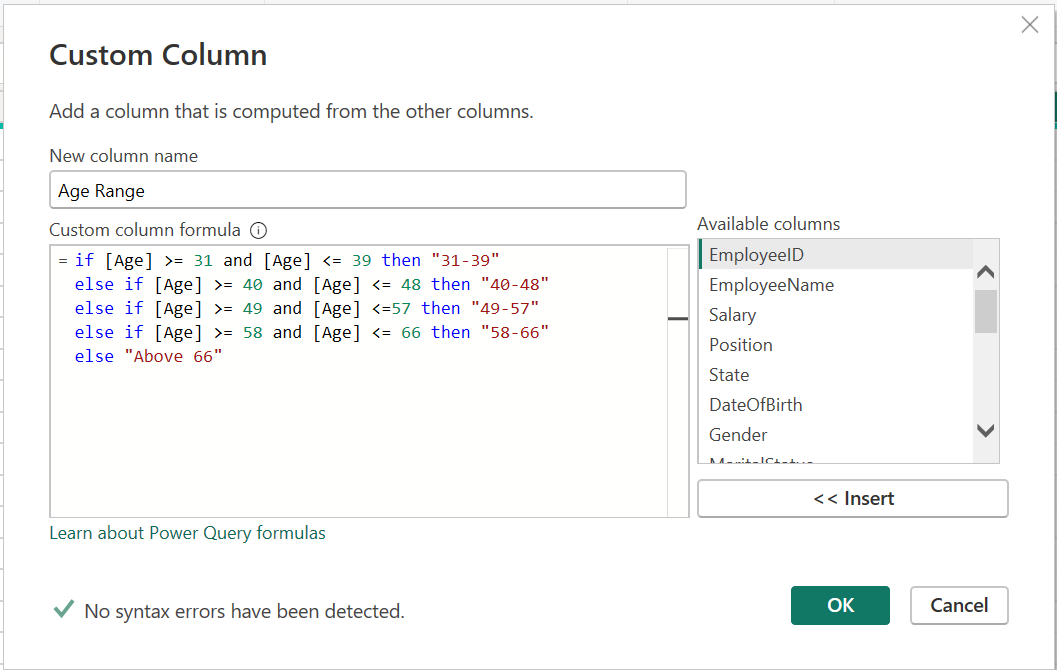 Custom Column
Add a column that is computed from the other columns.
New column name
Age Range
Custom column formula
= if [Age] >= 31 and [Age] <= 39 then "31-39"
else if [Age] >= 40 and [Age] <= 48 then "40-48"
else if [Age] >= 49 and [Age] <=57 then "49-57"
else if [Age] >= 58 and [Age] <= 66 then "58-66"
else "Above 66"
Available columns
EmployeeID
EmployeeName
Salary
Position
State
DateOfBirth
Gender
MaritalStatus
<< Insert
Learn about Power Query formulas
No syntax errors have been detected.
OK
Cancel